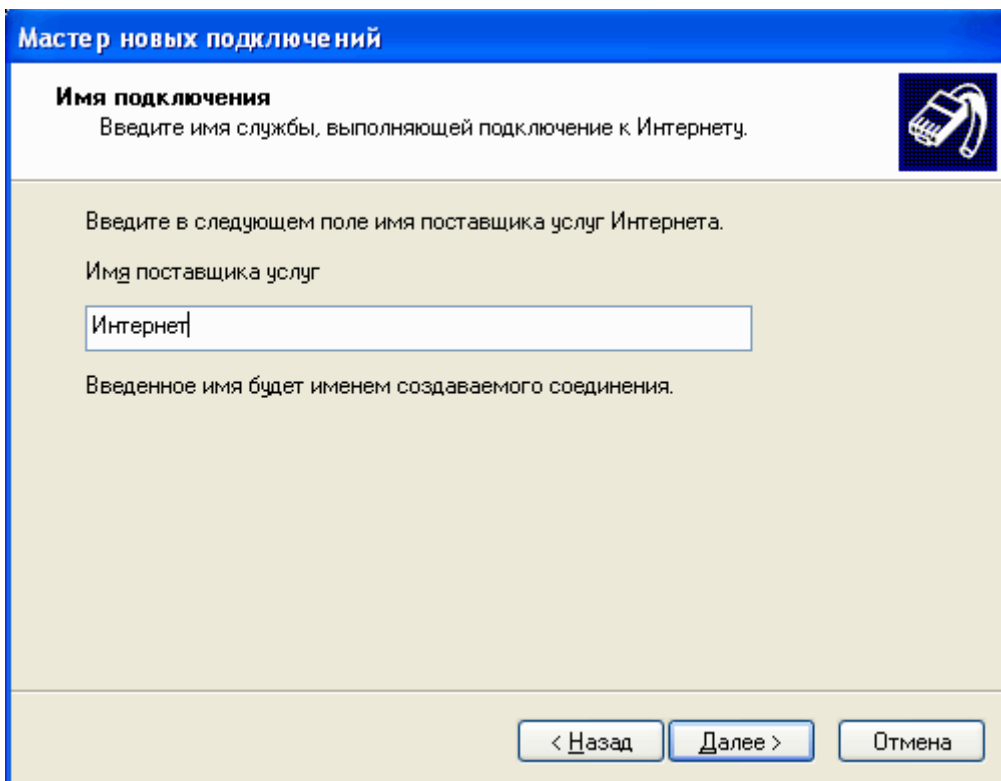 Мастер новых подключений
Имя подключения
Введите имя службы, выполняющей подключение к Интернету.
Введите в следующем поле имя поставщика услуг Интернета.
Имя поставщика услуг
Интернет
Введенное имя будет именем создаваемого соединения.
< Назад Далее > Отмена